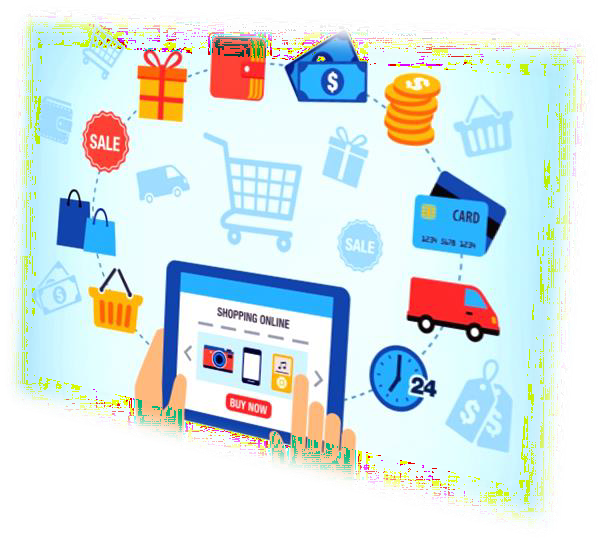 $
$
SALE
CARD
1234 5678 1234
SALE
$
SHOPPING ONLINE
BUY NOW
24
$ $